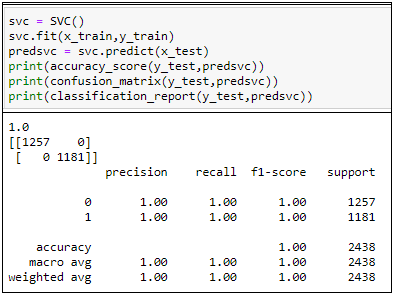 svc = SVC()
svc.fit(x_train,y_train)
predsvc = svc.predict(x_test)
print(accuracy_score(y_test,predsvc))
print(confusion_matrix(y_test,predsvc))
print(classification_report(y_test,predsvc))
1.0
[[1257    0]
 [   0 1181]]
              precision    recall  f1-score   support

           0       1.00      1.00      1.00      1257
           1       1.00      1.00      1.00      1181

    accuracy                           1.00      2438
   macro avg       1.00      1.00      1.00      2438
weighted avg       1.00      1.00      1.00      2438